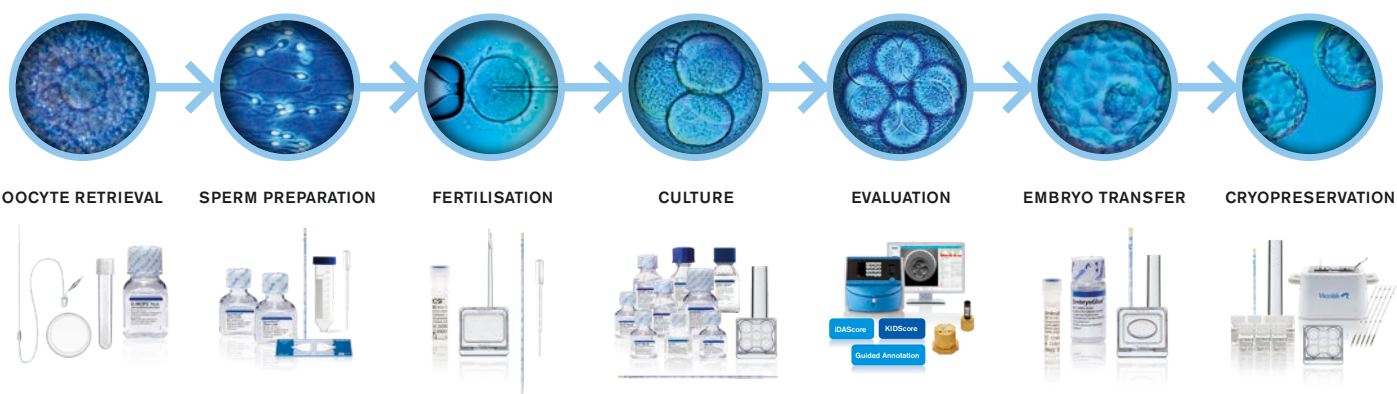 OOCYTE RETRIEVAL
SPERM PREPARATION
FERTILISATION
CULTURE
EVALUATION
EMBRYO TRANSFER
CRYOPRESERVATION
EmbryoGlue
Vitrolife
iDAScore
KIDScore
Guided Annotation